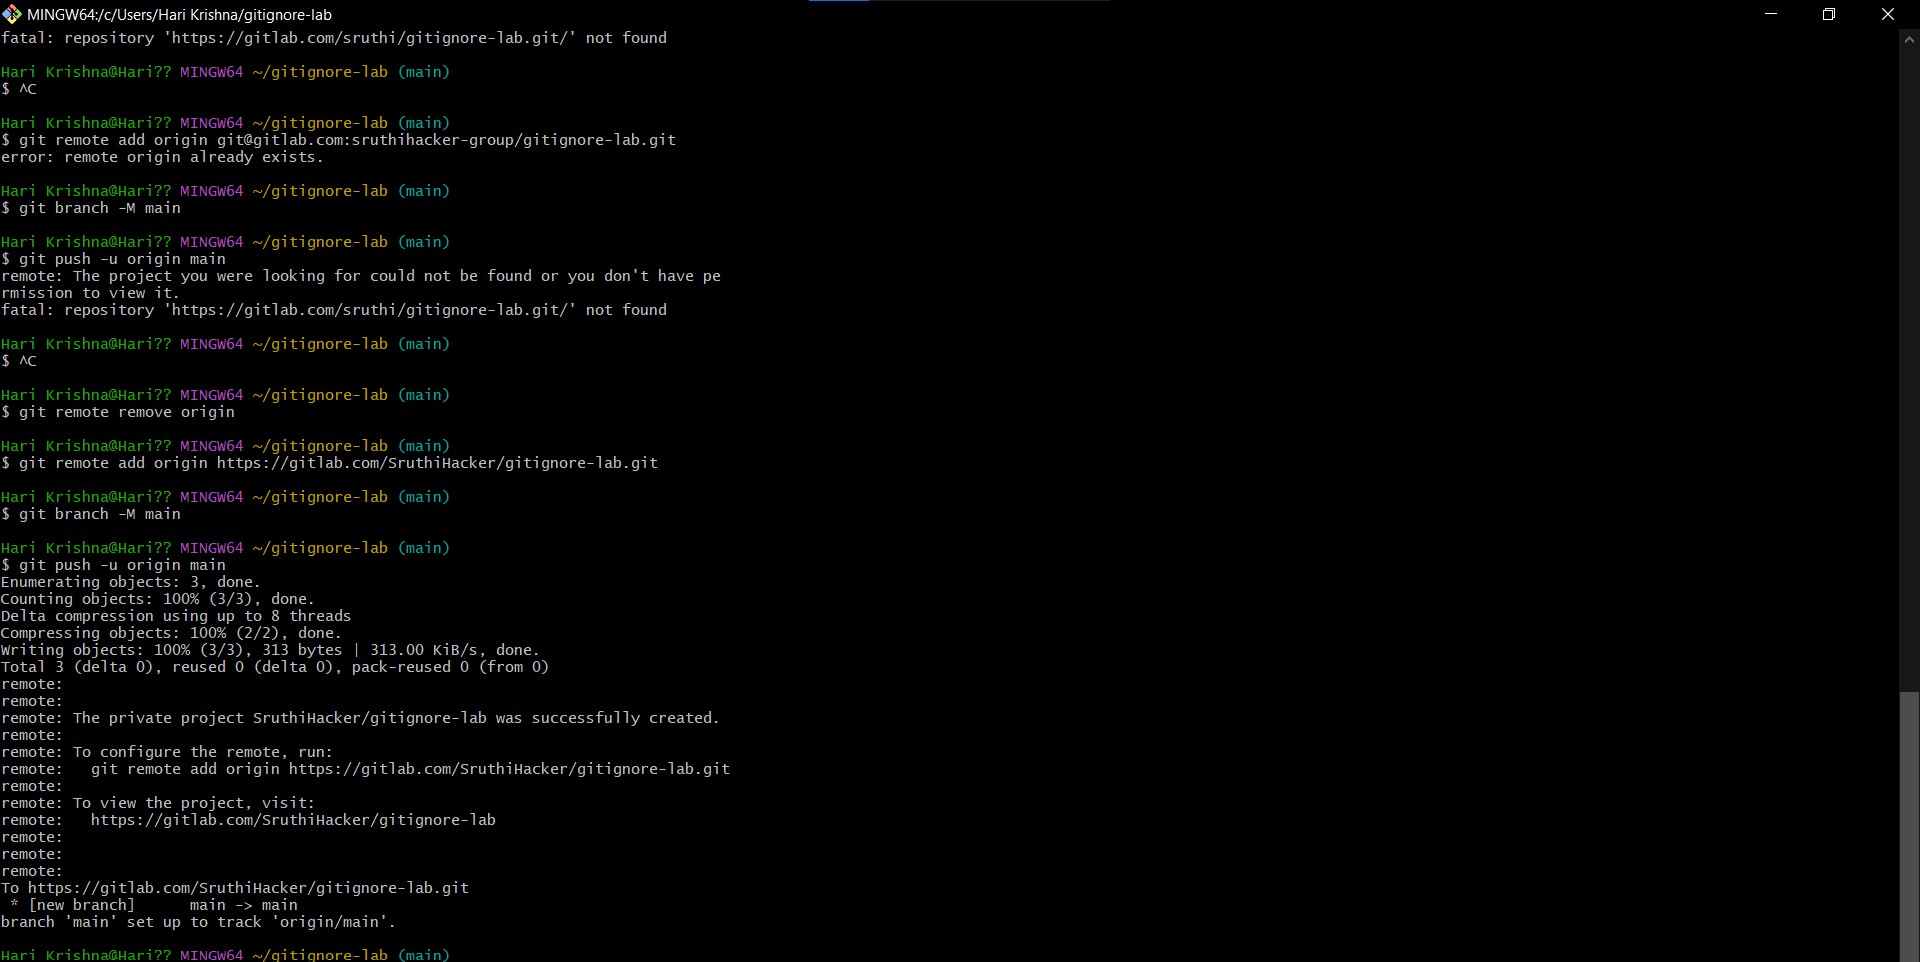 MINGW64:/c/Users/Hari Krishna/gitignore-lab
fatal: repository 'https://gitlab.com/sruthi/gitignore-lab.git/' not found
Hari Krishna@Hari?? MINGW64 ~/gitignore-lab (main)
$ ^C
Hari Krishna@Hari?? MINGW64 ~/gitignore-lab (main)
$ git remote add origin git@gitlab.com:sruthihacker-group/gitignore-lab.git
error: remote origin already exists.
Hari Krishna@Hari?? MINGW64 ~/gitignore-lab (main)
$ git branch -M main
Hari Krishna@Hari?? MINGW64 ~/gitignore-lab (main)
$ git push -u origin main
remote: The project you were looking for could not be found or you don't have pe
rmission to view it.
fatal: repository 'https://gitlab.com/sruthi/gitignore-lab.git/' not found
Hari Krishna@Hari?? MINGW64 ~/gitignore-lab (main)
$ ^C
Hari Krishna@Hari?? MINGW64 ~/gitignore-lab (main)
$ git remote remove origin
Hari Krishna@Hari?? MINGW64 ~/gitignore-lab (main)
$ git remote add origin https://gitlab.com/SruthiHacker/gitignore-lab.git
Hari Krishna@Hari?? MINGW64 ~/gitignore-lab (main)
$ git branch -M main
Hari Krishna@Hari?? MINGW64 ~/gitignore-lab (main)
$ git push -u origin main
Enumerating objects: 3, done.
Counting objects: 100% (3/3), done.
Delta compression using up to 8 threads
Compressing objects: 100% (2/2), done.
Writing objects: 100% (3/3), 313 bytes | 313.00 KiB/s, done.
Total 3 (delta 0), reused 0 (delta 0), pack-reused 0 (from 0)
remote:
remote:
remote: The private project SruthiHacker/gitignore-lab was successfully created.
remote:
remote: To configure the remote, run:
remote:   git remote add origin https://gitlab.com/SruthiHacker/gitignore-lab.git
remote:
remote: To view the project, visit:
remote:   https://gitlab.com/SruthiHacker/gitignore-lab
remote:
remote:
remote:
To https://gitlab.com/SruthiHacker/gitignore-lab.git
 * [new branch]      main -> main
branch 'main' set up to track 'origin/main'.
Hari Krishna@Hari?? MINGW64 ~/gitignore-lab (main)